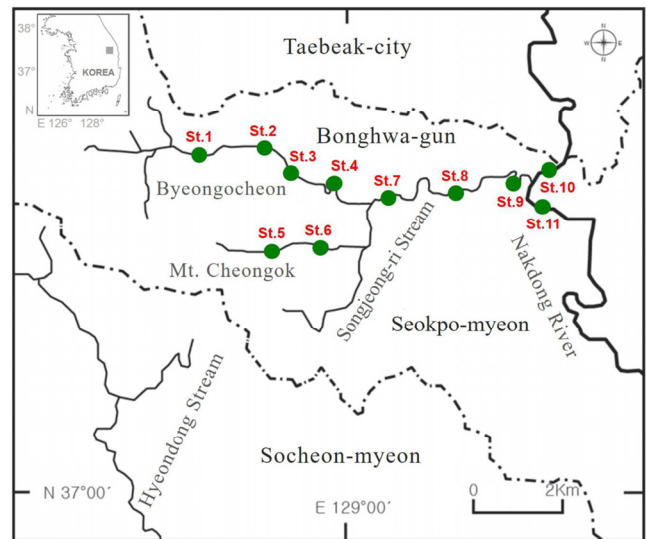 38°
37°
N
E 126° 128°
KOREA
Taebeak-city
N
W E
S
Bonghwa-gun
St.1
St.2
St.3
St.4
Byeongocheon
St.7
St.8
St.9
St.10
St.11
St.5
St.6
Mt. Cheongok
Songjeong-ri Stream
Nakdong River
Seokpo-myeon
Hyeondong Stream
Socheon-myeon
N 37°00´
E 129°00´
0 2Km